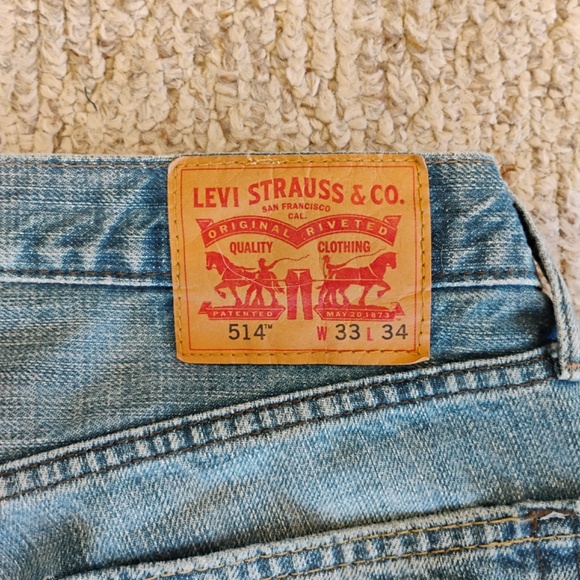 LEVI STRAUSS & CO.
SAN FRANCISCO
CAL.
ORIGINAL RIVETED
QUALITY CLOTHING
PATENTED MAY 20 1873
514™ W 33 L 34